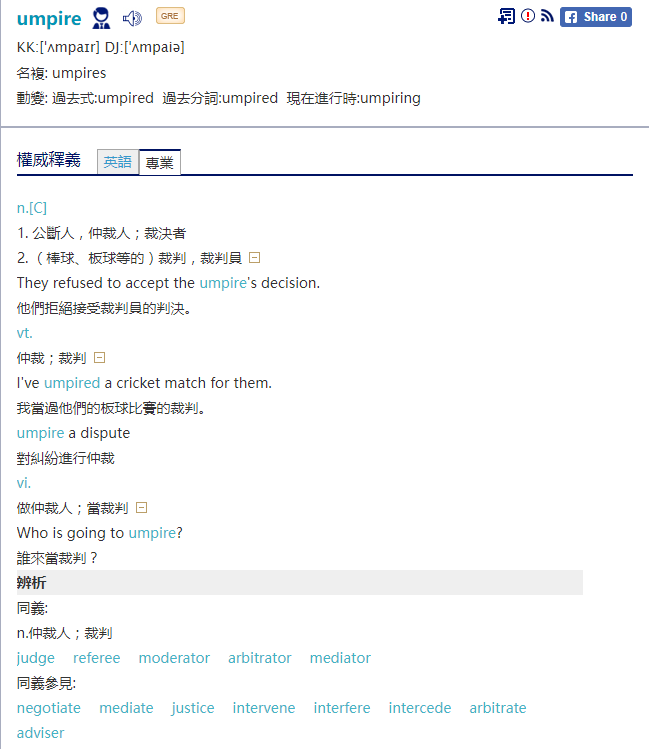 umpire GRE Share 0
KK:['ʌmpaɪr] DJ:['ʌmpaiə]
名複: umpires
動變: 過去式:umpired 過去分詞:umpired 現在進行時:umpiring
權威釋義 英語 專業
n.[C]
1. 公斷人，仲裁人；裁決者
2. （棒球、板球等的）裁判，裁判員
They refused to accept the umpire's decision.
他們拒絕接受裁判員的判決。
vt.
仲裁；裁判
I've umpired a cricket match for them.
我當過他們的板球比賽的裁判。
umpire a dispute
對糾紛進行仲裁
vi.
做仲裁人；當裁判
Who is going to umpire?
誰來當裁判？
辨析
同義:
n.仲裁人；裁判
judge referee moderator arbitrator mediator
同義參見:
negotiate mediate justice intervene interfere intercede arbitrate
adviser